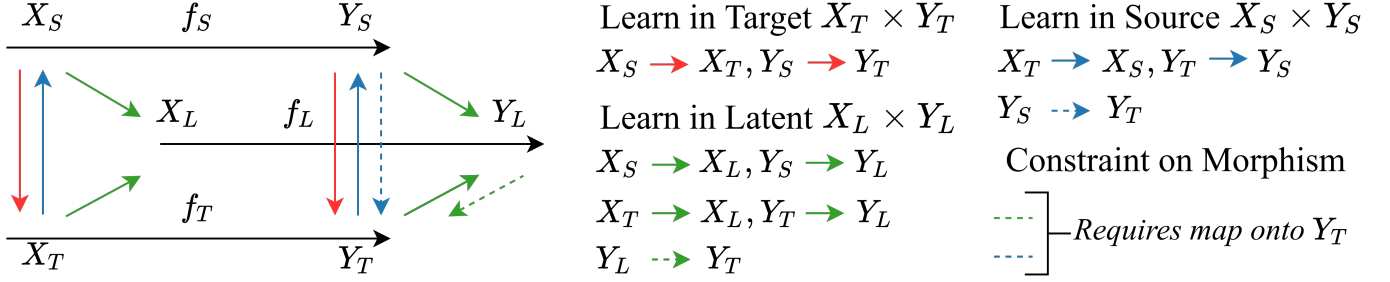 X_S f_S Y_S
X_L f_L Y_L
f_T
X_T Y_T
Learn in Target X_T × Y_T
X_S → X_T, Y_S → Y_T
Learn in Latent X_L × Y_L
X_S → X_L, Y_S → Y_L
X_T → X_L, Y_T → Y_L
Y_L ⇢ Y_T
Learn in Source X_S × Y_S
X_T → X_S, Y_T → Y_S
Y_S ⇢ Y_T
Constraint on Morphism
Requires map onto Y_T